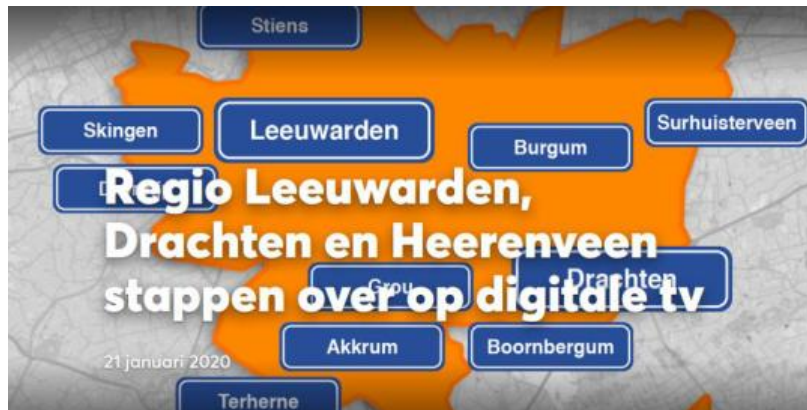 Stiens
Skingen
Leeuwarden
Burgum
Surhuisterveen
Regio Leeuwarden,
Drachten en Heerenveen
stappen over op digitale tv
Grou
Drachten
Akkrum
Boornbergum
21 januari 2020
Terherne